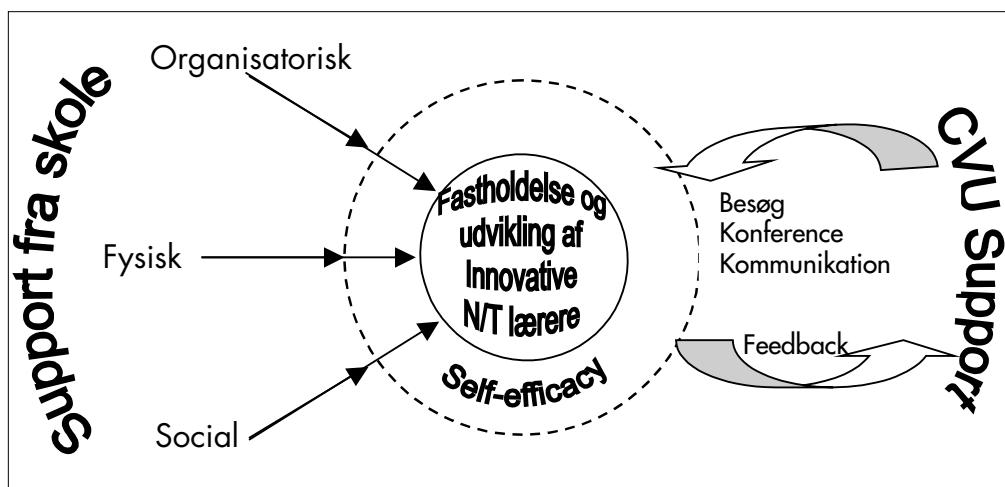 Support fra skole
Organisatorisk
Fysisk
Social
Fastholdelse og
udvikling af
Innovative
N/T lærere
Self-efficacy
Besøg
Konference
Kommunikation
Feedback
CVU Support